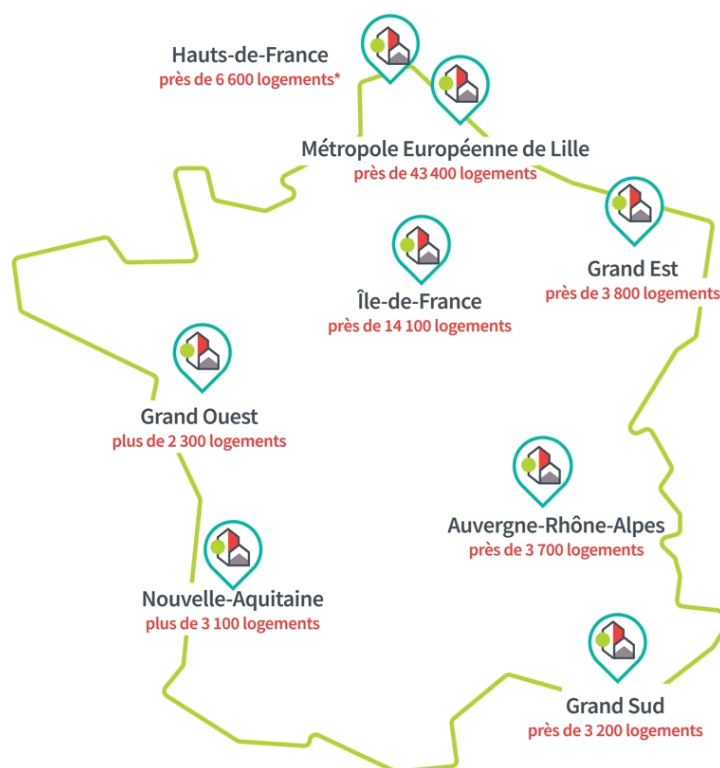 Hauts-de-France
près de 6 600 logements*
Métropole Européenne de Lille
près de 43 400 logements
Grand Est
près de 3 800 logements
Île-de-France
près de 14 100 logements
Grand Ouest
plus de 2 300 logements
Auvergne-Rhône-Alpes
près de 3 700 logements
Nouvelle-Aquitaine
plus de 3 100 logements
Grand Sud
près de 3 200 logements